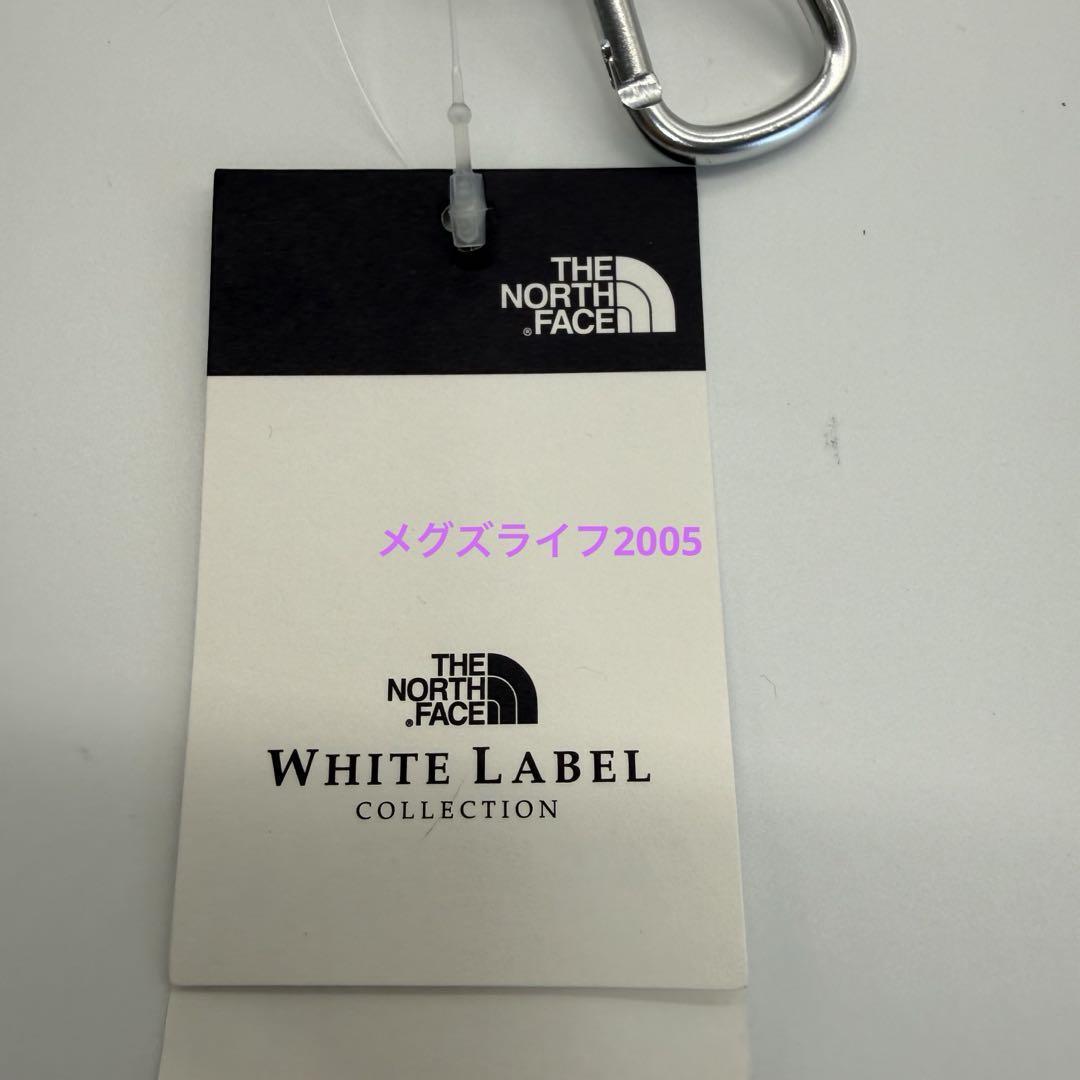 THE
NORTH
FACE
®
メグズライフ2005
THE
NORTH
FACE
®
WHITE LABEL
COLLECTION